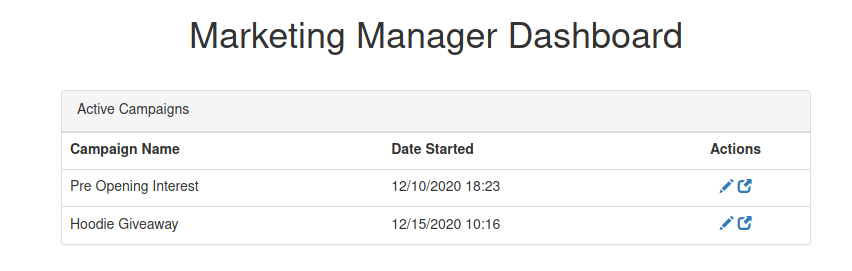 Marketing Manager Dashboard
Active Campaigns
Campaign Name Date Started Actions
Pre Opening Interest 12/10/2020 18:23
Hoodie Giveaway 12/15/2020 10:16